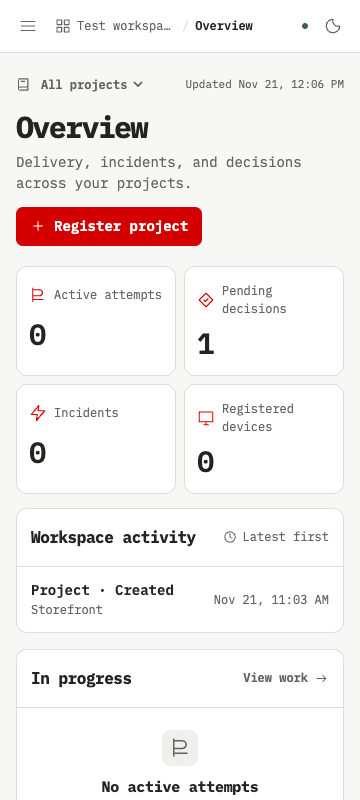 Test workspa… / Overview
All projects
Updated Nov 21, 12:06 PM
Overview
Delivery, incidents, and decisions
across your projects.
Register project
Active attempts
0
Pending
decisions
1
Incidents
0
Registered
devices
0
Workspace activity
Latest first
Project · Created
Storefront
Nov 21, 11:03 AM
In progress
View work →
No active attempts